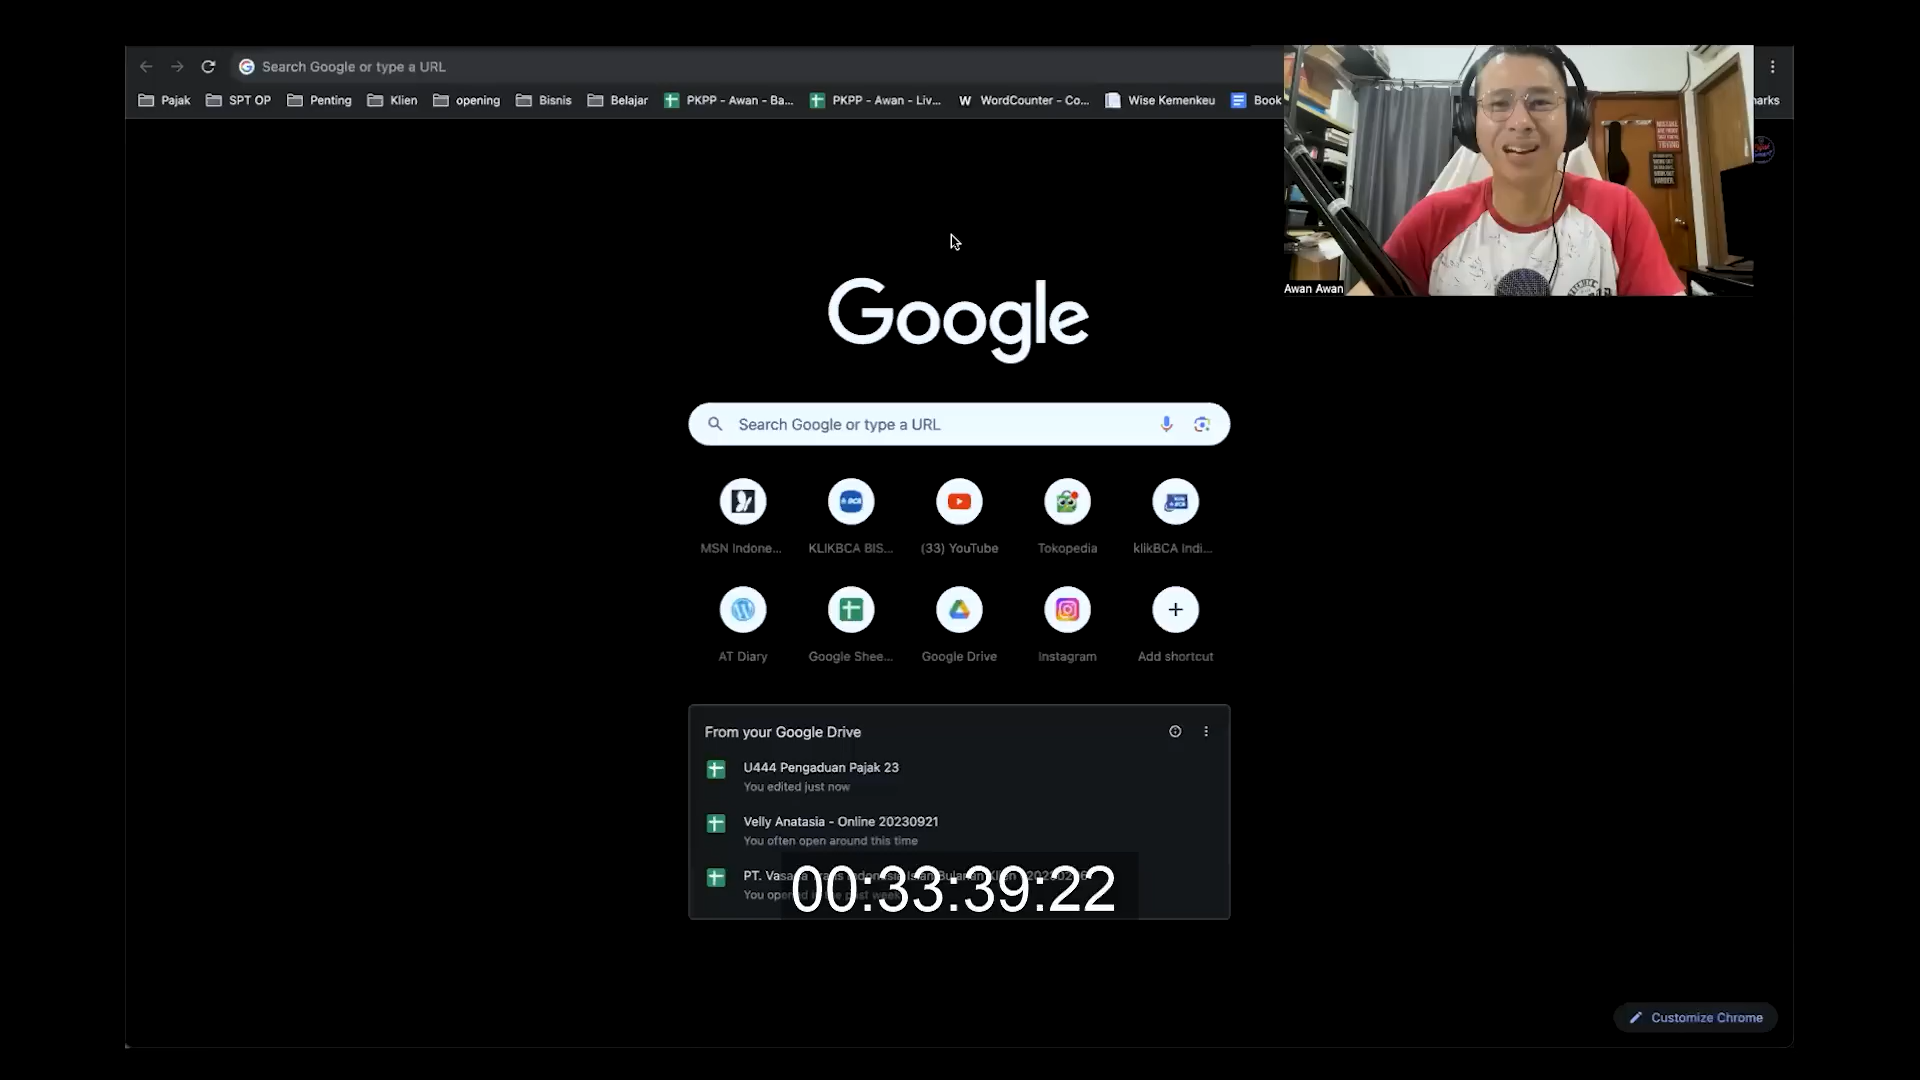 Search Google or type a URL
Pajak SPT OP Penting Klien opening Bisnis Belajar PKPP - Awan - Ba... PKPP - Awan - Liv... WordCounter - Co... Wise Kemenkeu Book arks
Awan Awan
Google
Search Google or type a URL
MSN Indone... KLIKBCA BIS... (33) YouTube Tokopedia klikBCA Indi...
AT Diary Google Shee... Google Drive Instagram Add shortcut
From your Google Drive
U444 Pengaduan Pajak 23
You edited just now
Velly Anatasia - Online 20230921
You often open around this time
PT.
You
00:33:39:22
Customize Chrome